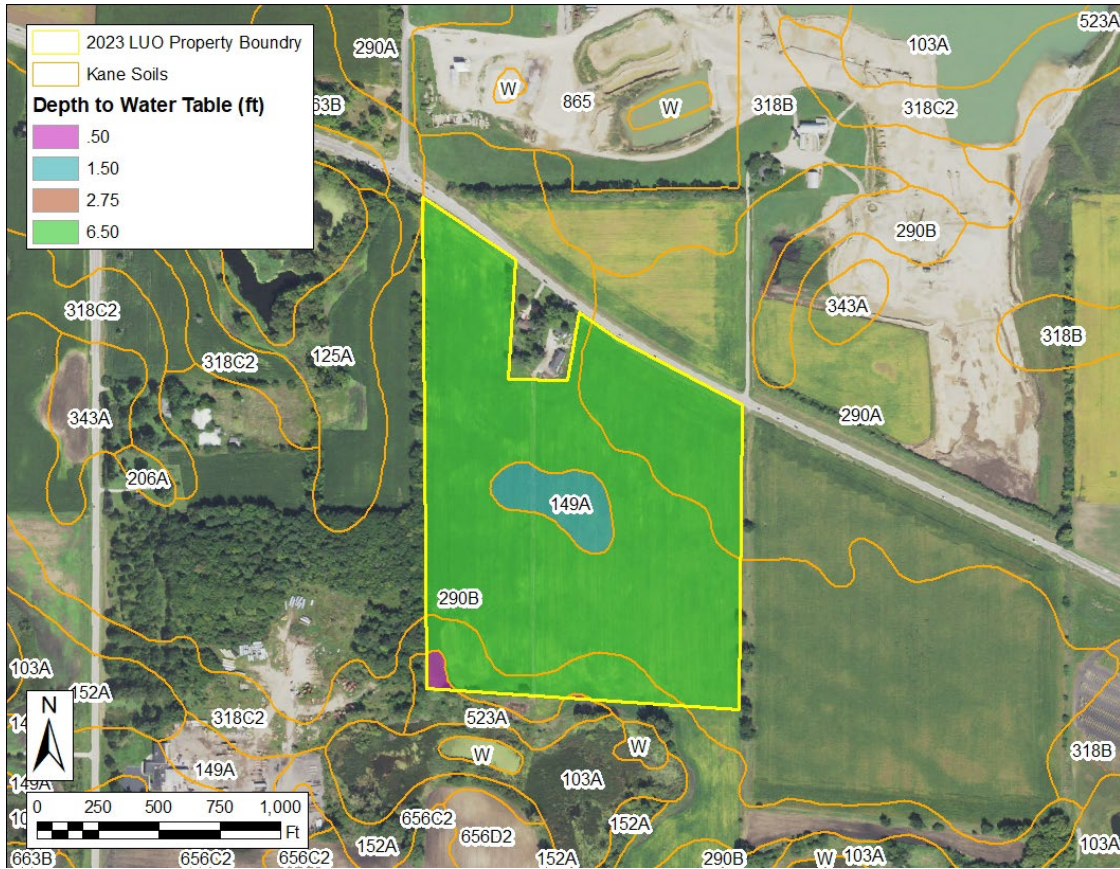 2023 LUO Property Boundry
Kane Soils
Depth to Water Table (ft)
.50
1.50
2.75
6.50
290A
523A
103A
W
865
W
318B
318C2
63B
290B
343A
318B
318C2
318C2
125A
290A
343A
206A
149A
290B
103A
152A
318C2
523A
W
W
318B
149A
103A
149A
656C2
656D2
152A
103A
663B
656C2
656C2
152A
152A
290B
W
103A
N
0 250 500 750 1,000
Ft